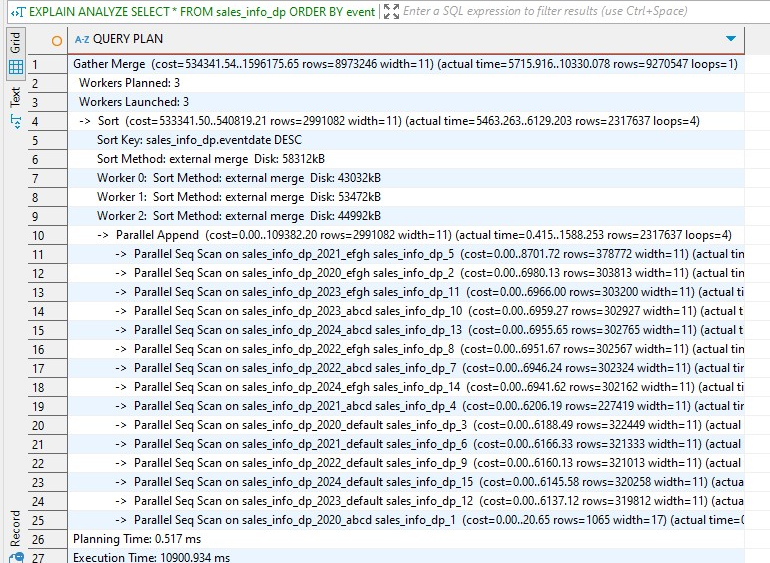 EXPLAIN ANALYZE SELECT * FROM sales_info_dp ORDER BY event Enter a SQL expression to filter results (use Ctrl+Space)
Grid
Text
Record
A-Z QUERY PLAN
1 Gather Merge (cost=534341.54..1596175.65 rows=8973246 width=11) (actual time=5715.916..10330.078 rows=9270547 loops=1)
2 Workers Planned: 3
3 Workers Launched: 3
4 -> Sort (cost=533341.50..540819.21 rows=2991082 width=11) (actual time=5463.263..6129.203 rows=2317637 loops=4)
5 Sort Key: sales_info_dp.eventdate DESC
6 Sort Method: external merge Disk: 58312kB
7 Worker 0: Sort Method: external merge Disk: 43032kB
8 Worker 1: Sort Method: external merge Disk: 53472kB
9 Worker 2: Sort Method: external merge Disk: 44992kB
10 -> Parallel Append (cost=0.00..109382.20 rows=2991082 width=11) (actual time=0.415..1588.253 rows=2317637 loops=4)
11 -> Parallel Seq Scan on sales_info_dp_2021_efgh sales_info_dp_5 (cost=0.00..8701.72 rows=378772 width=11) (actual tin
12 -> Parallel Seq Scan on sales_info_dp_2020_efgh sales_info_dp_2 (cost=0.00..6980.13 rows=303813 width=11) (actual tin
13 -> Parallel Seq Scan on sales_info_dp_2023_efgh sales_info_dp_11 (cost=0.00..6966.00 rows=303200 width=11) (actual ti
14 -> Parallel Seq Scan on sales_info_dp_2023_abcd sales_info_dp_10 (cost=0.00..6959.27 rows=302927 width=11) (actual ti
15 -> Parallel Seq Scan on sales_info_dp_2024_abcd sales_info_dp_13 (cost=0.00..6955.65 rows=302765 width=11) (actual ti
16 -> Parallel Seq Scan on sales_info_dp_2022_efgh sales_info_dp_8 (cost=0.00..6951.67 rows=302567 width=11) (actual tin
17 -> Parallel Seq Scan on sales_info_dp_2022_abcd sales_info_dp_7 (cost=0.00..6946.24 rows=302324 width=11) (actual tin
18 -> Parallel Seq Scan on sales_info_dp_2024_efgh sales_info_dp_14 (cost=0.00..6941.62 rows=302162 width=11) (actual ti
19 -> Parallel Seq Scan on sales_info_dp_2021_abcd sales_info_dp_4 (cost=0.00..6206.19 rows=227419 width=11) (actual tin
20 -> Parallel Seq Scan on sales_info_dp_2020_default sales_info_dp_3 (cost=0.00..6188.49 rows=322449 width=11) (actual
21 -> Parallel Seq Scan on sales_info_dp_2021_default sales_info_dp_6 (cost=0.00..6166.33 rows=321333 width=11) (actual
22 -> Parallel Seq Scan on sales_info_dp_2022_default sales_info_dp_9 (cost=0.00..6160.13 rows=321013 width=11) (actual
23 -> Parallel Seq Scan on sales_info_dp_2024_default sales_info_dp_15 (cost=0.00..6145.58 rows=320258 width=11) (actual
24 -> Parallel Seq Scan on sales_info_dp_2023_default sales_info_dp_12 (cost=0.00..6137.12 rows=319812 width=11) (actual
25 -> Parallel Seq Scan on sales_info_dp_2020_abcd sales_info_dp_1 (cost=0.00..20.65 rows=1065 width=17) (actual time=0
26 Planning Time: 0.517 ms
27 Execution Time: 10900.934 ms